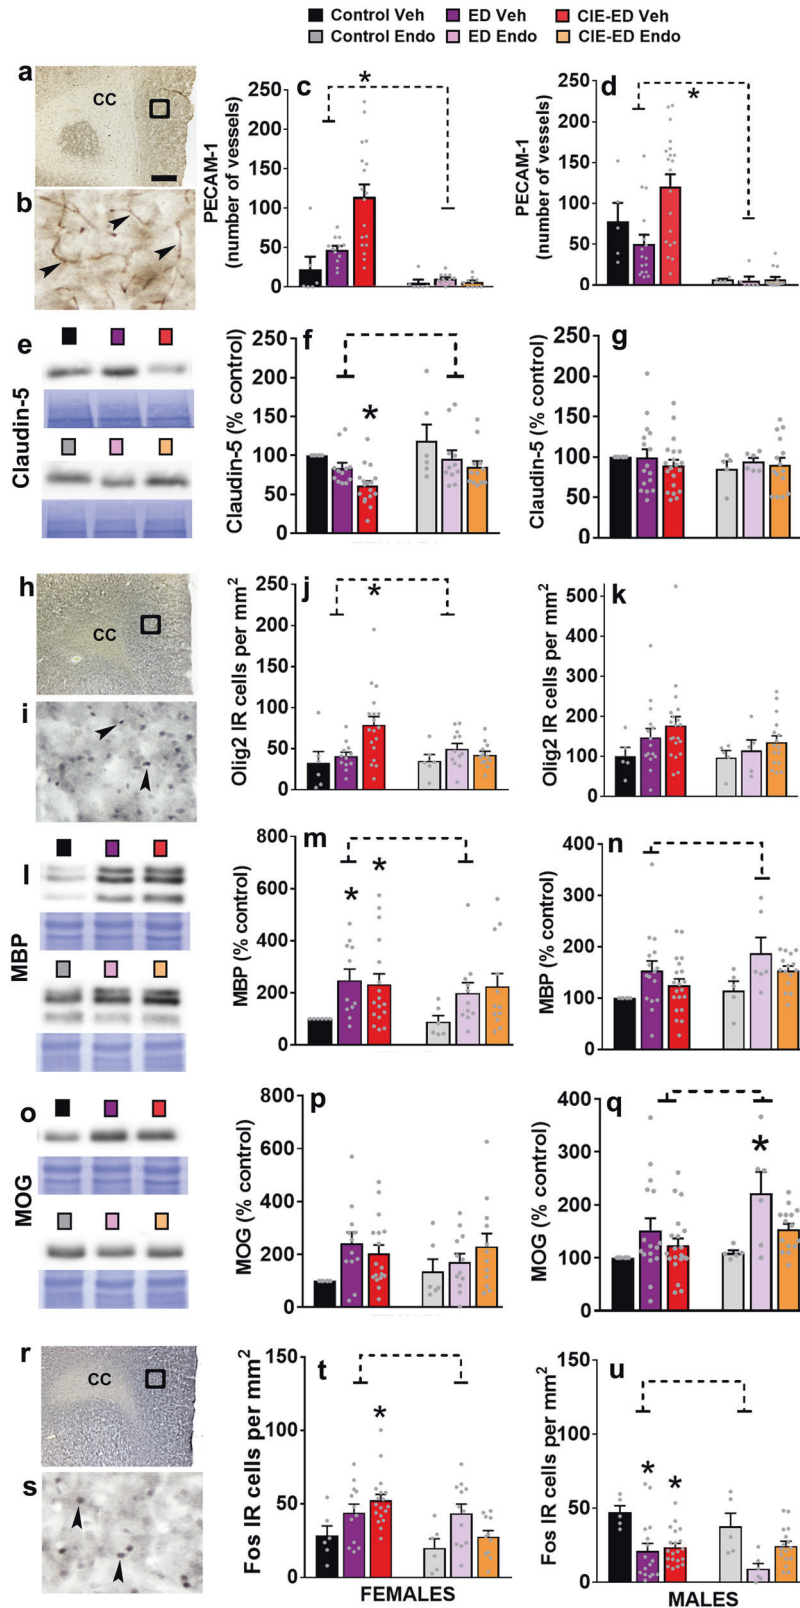 Control Veh ED Veh CIE-ED Veh
Control Endo ED Endo CIE-ED Endo
a
CC
b
c
PECAM-1
(number of vessels)
250
200
150
100
50
0
*
d
PECAM-1
(number of vessels)
250
200
150
100
50
0
*
e
Claudin-5
f
Claudin-5 (% control)
250
200
150
100
50
0
*
g
Claudin-5 (% control)
250
200
150
100
50
0
h
CC
i
j
Olig2 IR cells per mm²
250
200
150
100
50
0
*
k
Olig2 IR cells per mm²
500
400
300
200
100
0
l
MBP
m
MBP (% control)
800
600
400
200
0
*
*
n
MBP (% control)
400
300
200
100
0
o
MOG
p
MOG (% control)
800
600
400
200
0
q
MOG (% control)
400
300
200
100
0
*
r
CC
s
t
Fos IR cells per mm²
150
100
50
0
*
FEMALES
u
Fos IR cells per mm²
150
100
50
0
*
*
MALES